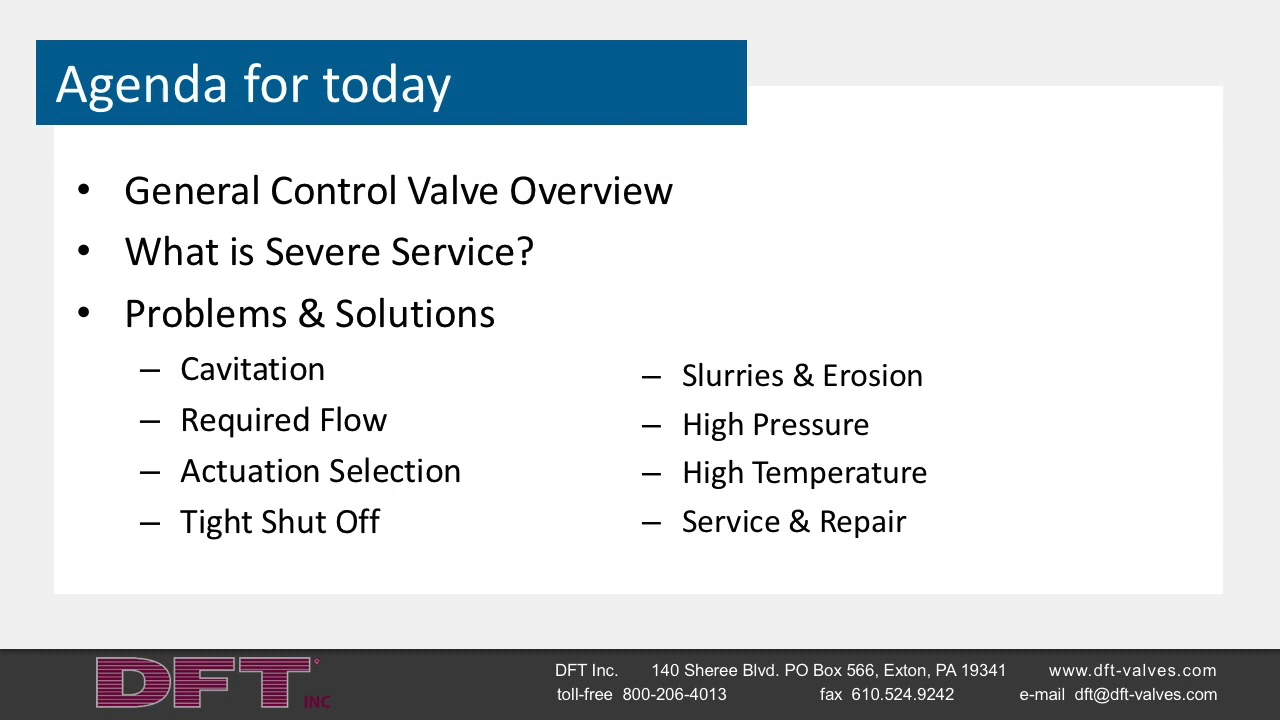 Agenda for today
• General Control Valve Overview
• What is Severe Service?
• Problems & Solutions
– Cavitation
– Required Flow
– Actuation Selection
– Tight Shut Off
– Slurries & Erosion
– High Pressure
– High Temperature
– Service & Repair
DFT INC
DFT Inc. 140 Sheree Blvd. PO Box 566, Exton, PA 19341 www.dft-valves.com
toll-free 800-206-4013 fax 610.524.9242 e-mail dft@dft-valves.com